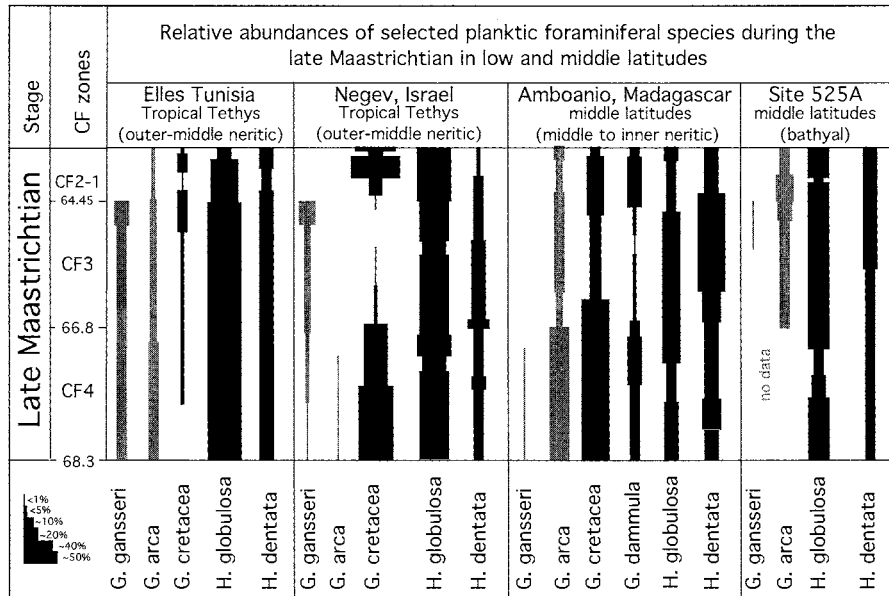 Relative abundances of selected planktic foraminiferal species during the
late Maastrichtian in low and middle latitudes
Stage
CF zones
Elles Tunisia
Tropical Tethys
(outer-middle neritic)
Negev, Israel
Tropical Tethys
(outer-middle neritic)
Amboanio, Madagascar
middle latitudes
(middle to inner neritic)
Site 525A
middle latitudes
(bathyal)
Late Maastrichtian
CF2-1
64.45
CF3
66.8
CF4
68.3
no data
<1%
<5%
~10%
~20%
~40%
~50%
G. gansseri
G. arca
G. cretacea
H. globulosa
H. dentata
G. gansseri
G. arca
G. cretacea
H. globulosa
H. dentata
G. gansseri
G. arca
G. cretacea
G. dammula
H. globulosa
H. dentata
G. gansseri
G. arca
H. globulosa
H. dentata